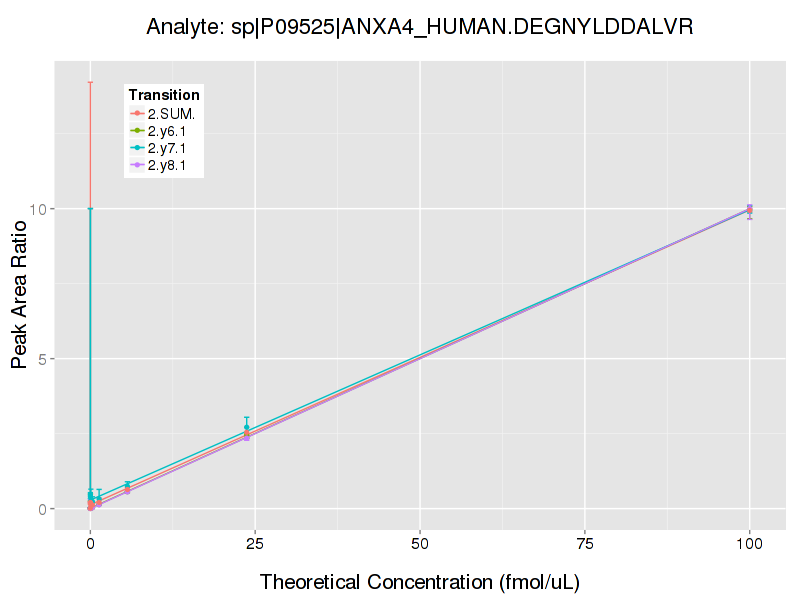 Analyte: sp|P09525|ANXA4_HUMAN.DEGNYLDDALVR
Transition
2.SUM.
2.y6.1
2.y7.1
2.y8.1
10
5
0
Peak Area Ratio
0 25 50 75 100
Theoretical Concentration (fmol/uL)